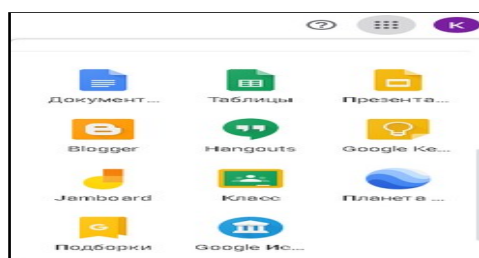 K
Документ... Таблицы Презента...
Blogger Hangouts Google Ke...
Jamboard Класс Планета ...
G
Подборки Google Ис...